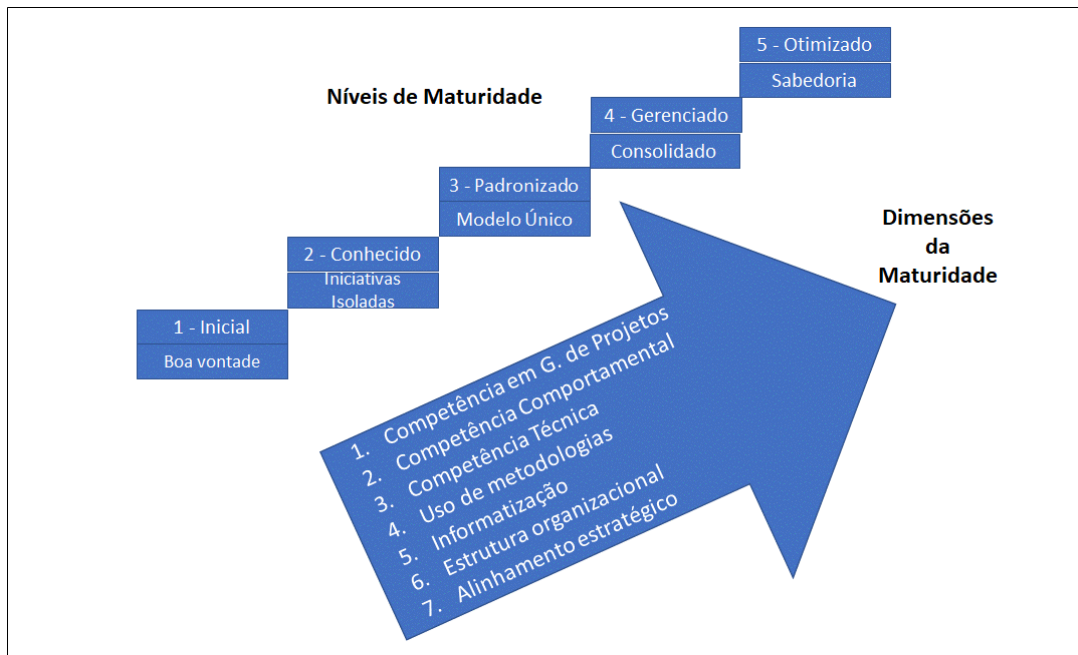 Níveis de Maturidade
5 - Otimizado
Sabedoria
4 - Gerenciado
Consolidado
3 - Padronizado
Modelo Único
2 - Conhecido
Iniciativas
Isoladas
1 - Inicial
Boa vontade
Dimensões
da
Maturidade
1. Competência em G. de Projetos
2. Competência Comportamental
3. Competência Técnica
4. Uso de metodologias
5. Informatização
6. Estrutura organizacional
7. Alinhamento estratégico